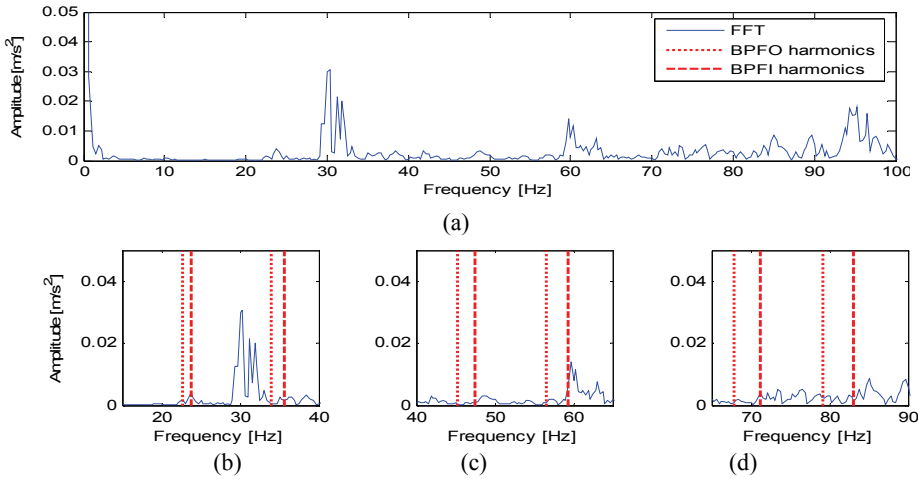 0.05
0.04
0.03
0.02
0.01
0
Amplitude [m/s²]
FFT
BPFO harmonics
BPFI harmonics
0 10 20 30 40 50 60 70 80 90 100
Frequency [Hz]
(a)
0.04
0.02
0
Amplitude [m/s²]
20 30 40
Frequency [Hz]
(b)
0.04
0.02
0
40 50 60
Frequency [Hz]
(c)
0.04
0.02
0
70 80 90
Frequency [Hz]
(d)